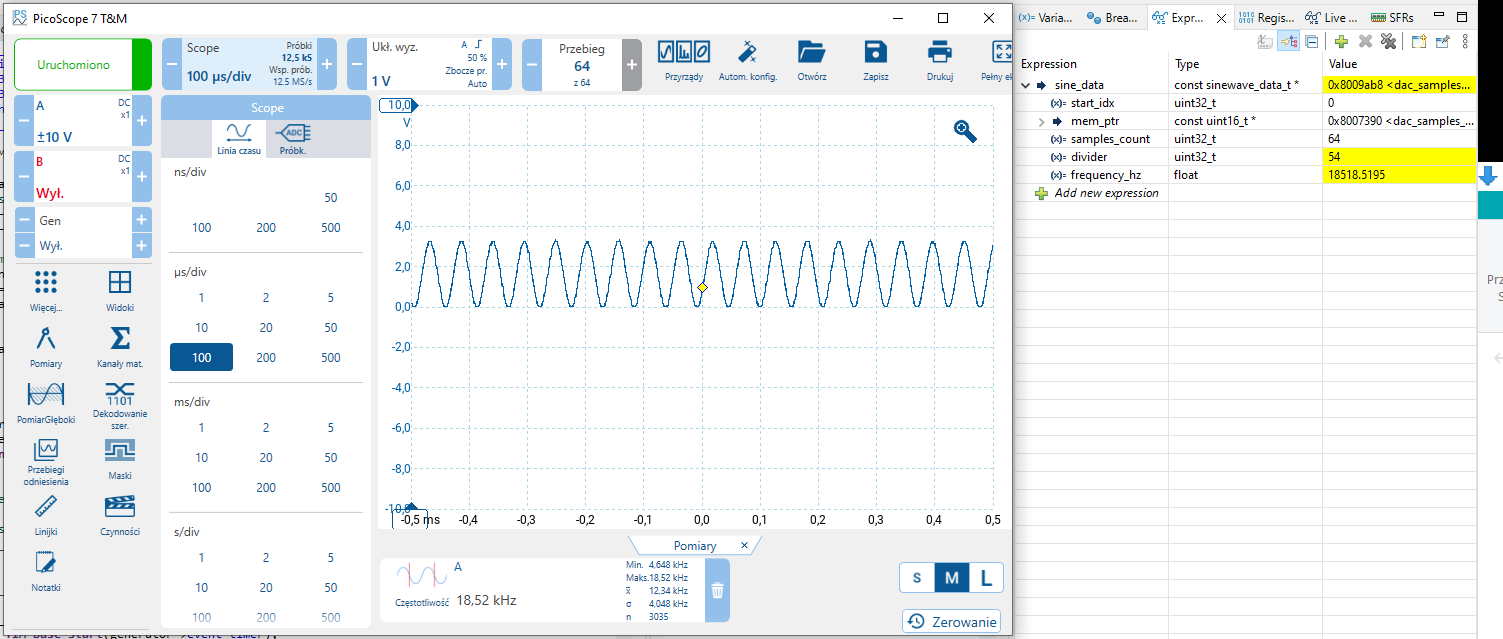 PicoScope 7 T&M
Uruchomiono
Scope
100 µs/div
Próbki
12,5 kS
Wsp. prób.
12.5 MS/s
Ukł. wyz.
1 V
A
50 %
Zbocze pr.
Auto
Przebieg
64
z 64
Przyrządy
Autom. konfig.
Otwórz
Zapisz
Drukuj
Pełny ek
A
DC
x1
±10 V
B
DC
x1
Wył.
Gen
Wył.
Więcej...
Widoki
Pomiary
Kanały mat.
PomiarGłęboki
1101
Dekodowanie
szer.
Przebiegi
odniesienia
Maski
Linijki
Czynności
Notatki
Scope
Linia czasu
ADC
Próbk.
ns/div
50
100 200 500
µs/div
1 2 5
10 20 50
100 200 500
ms/div
1 2 5
10 20 50
100 200 500
s/div
1 2 5
10 20 50
100 200 500
10,0
V
8,0
6,0
4,0
2,0
0,0
-2,0
-4,0
-6,0
-8,0
-10,0
-0,5 ms -0,4 -0,3 -0,2 -0,1 0,0 0,1 0,2 0,3 0,4 0,5
Pomiary
A
Częstotliwość 18,52 kHz
Min. 4,648 kHz
Maks. 18,52 kHz
x̄ 12,34 kHz
σ 4,048 kHz
n 3035
S M L
Zerowanie
(x)= Varia... Brea... Expr... Regis... Live ... SFRs
Expression Type Value
sine_data const sinewave_data_t * 0x8009ab8 <dac_samples...
(x)= start_idx uint32_t 0
mem_ptr const uint16_t * 0x8007390 <dac_samples_...
(x)= samples_count uint32_t 64
(x)= divider uint32_t 54
(x)= frequency_hz float 18518.5195
Add new expression
Prz
S